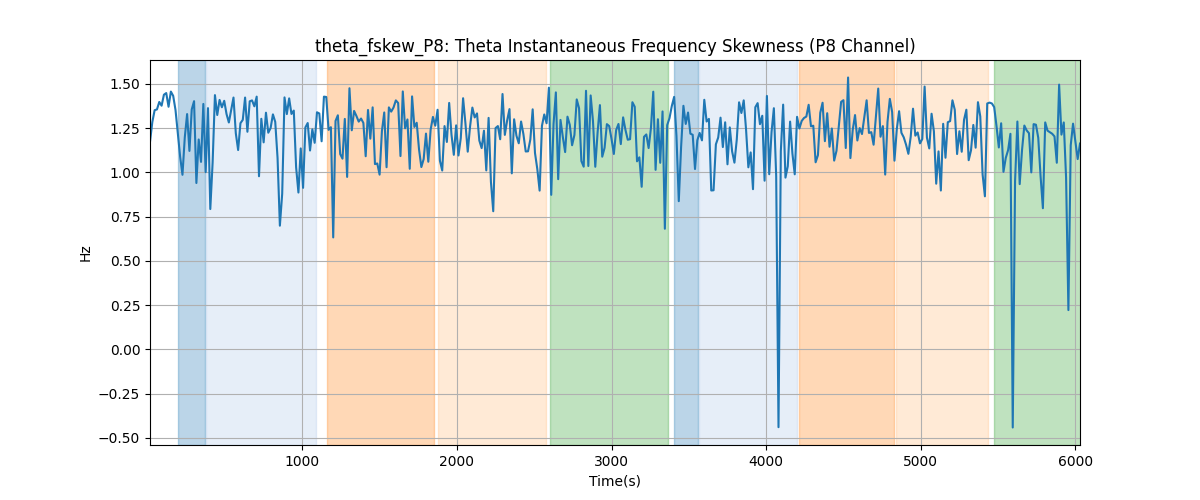 theta_fskew_P8: Theta Instantaneous Frequency Skewness (P8 Channel)
Hz
1.50
1.25
1.00
0.75
0.50
0.25
0.00
−0.25
−0.50
1000 2000 3000 4000 5000 6000
Time(s)